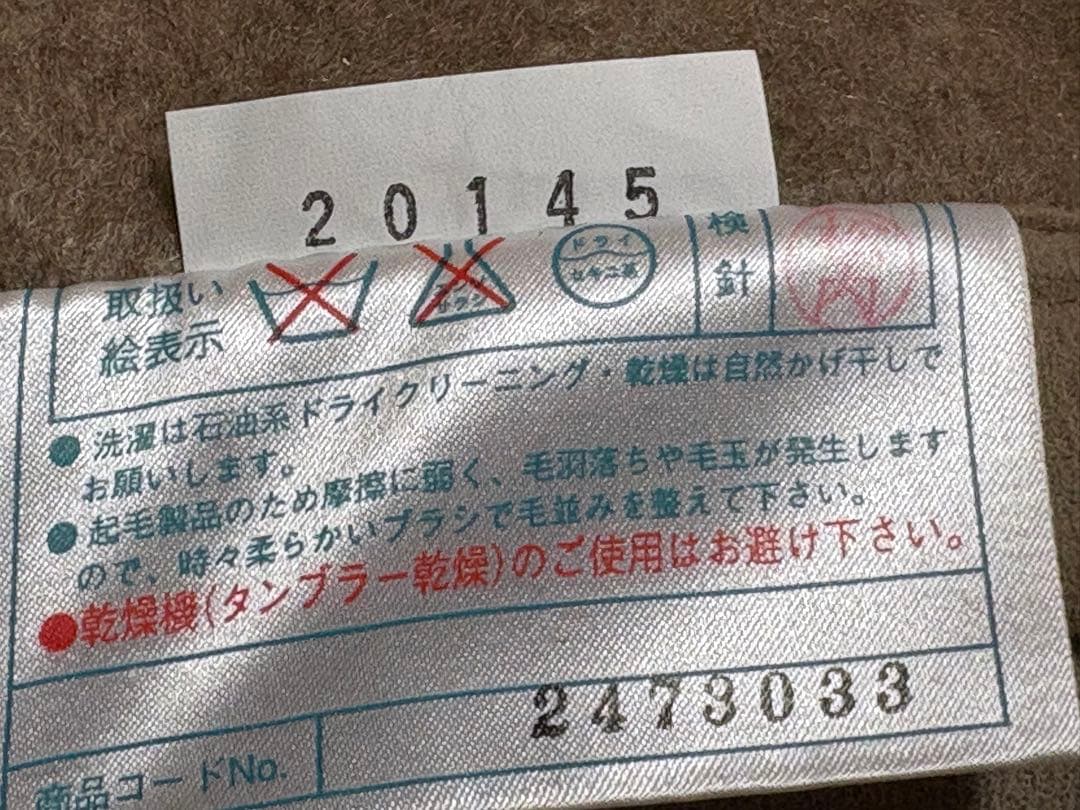 20145
取扱い
絵表示
ドライ
セキユ系
検
針
●洗濯は石油系ドライクリーニング・乾燥は自然かげ干しで
お願いします。
●起毛製品のため摩擦に弱く、毛羽落ちや毛玉が発生します
ので、時々柔らかいブラシで毛並みを整えて下さい。
●乾燥機(タンブラー乾燥)のご使用はお避け下さい。
2473033
商品コードNo.